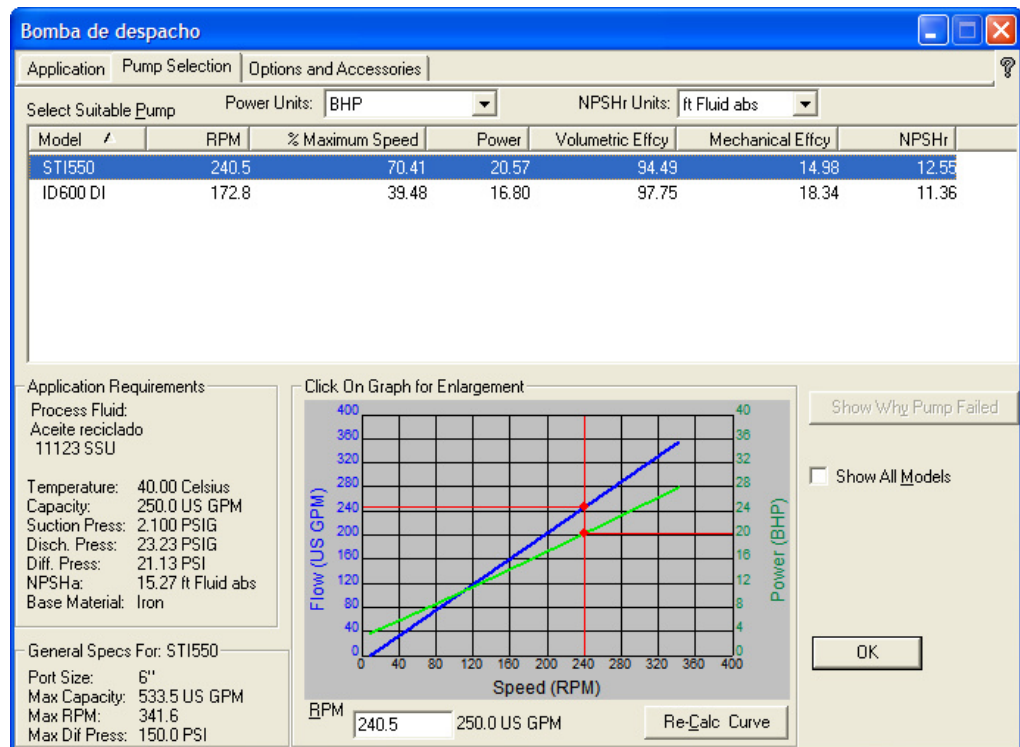 Bomba de despacho
Application Pump Selection Options and Accessories
Select Suitable Pump Power Units: BHP NPSHr Units: ft Fluid abs
Model RPM % Maximum Speed Power Volumetric Effcy Mechanical Effcy NPSHr
STI550 240.5 70.41 20.57 94.49 14.98 12.55
ID600 DI 172.8 39.48 16.80 97.75 18.34 11.36
Application Requirements
Process Fluid:
Aceite reciclado
11123 SSU
Temperature: 40.00 Celsius
Capacity: 250.0 US GPM
Suction Press: 2.100 PSIG
Disch. Press: 23.23 PSIG
Diff. Press: 21.13 PSI
NPSHa: 15.27 ft Fluid abs
Base Material: Iron
General Specs For: STI550
Port Size: 6"
Max Capacity: 533.5 US GPM
Max RPM: 341.6
Max Dif Press: 150.0 PSI
Click On Graph for Enlargement
400
360
320
280
240
200
160
120
80
40
0
Flow (US GPM)
40
36
32
28
24
20
16
12
8
4
0
Power (BHP)
0 40 80 120 160 200 240 280 320 360 400
Speed (RPM)
RPM 240.5 250.0 US GPM Re-Calc Curve
Show Why Pump Failed
Show All Models
OK